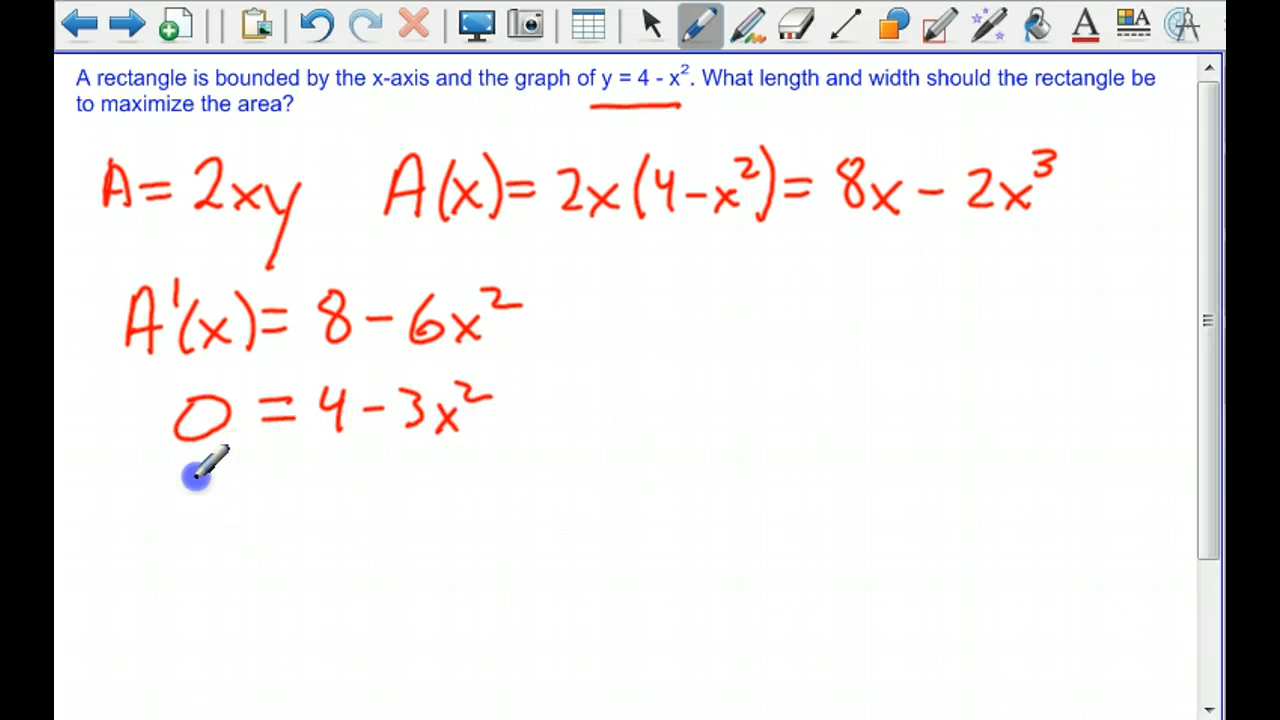 A rectangle is bounded by the x-axis and the graph of y = 4 - x². What length and width should the rectangle be
to maximize the area?
A = 2xy A(x) = 2x(4-x²) = 8x - 2x³
A'(x) = 8 - 6x²
0 = 4 - 3x²